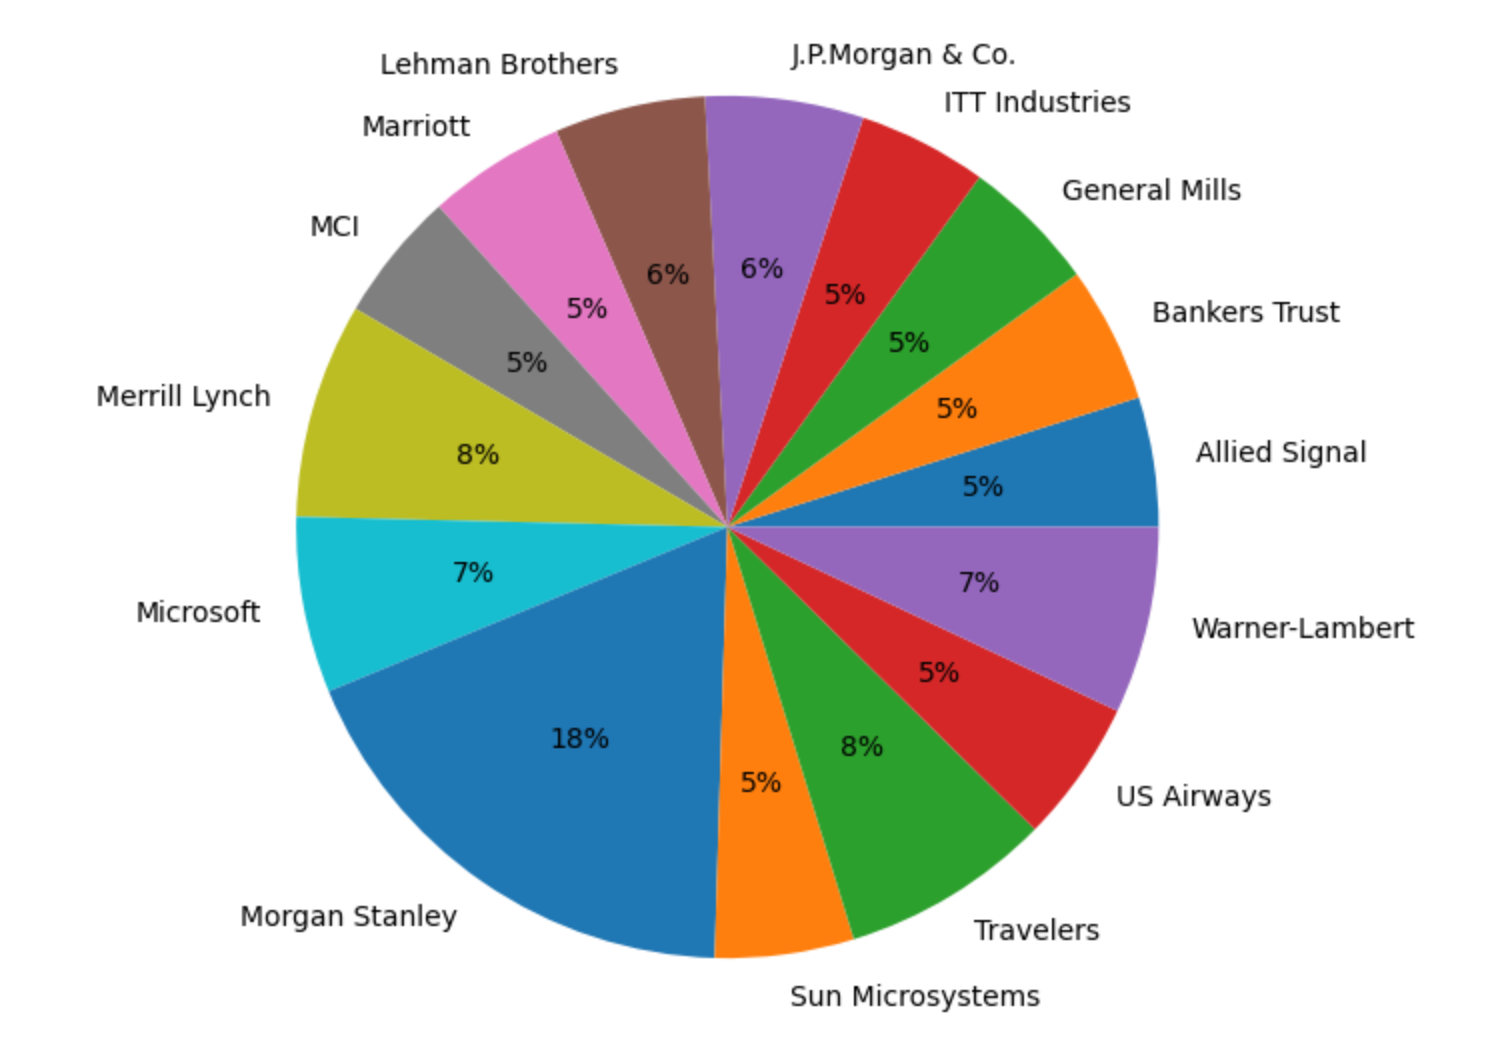 J.P.Morgan & Co.
Lehman Brothers
ITT Industries
Marriott
General Mills
MCI
Bankers Trust
Merrill Lynch
Allied Signal
Microsoft
Warner-Lambert
US Airways
Morgan Stanley
Travelers
Sun Microsystems
6%
6%
5%
5%
5%
5%
5%
8%
5%
7%
7%
5%
18%
8%
5%